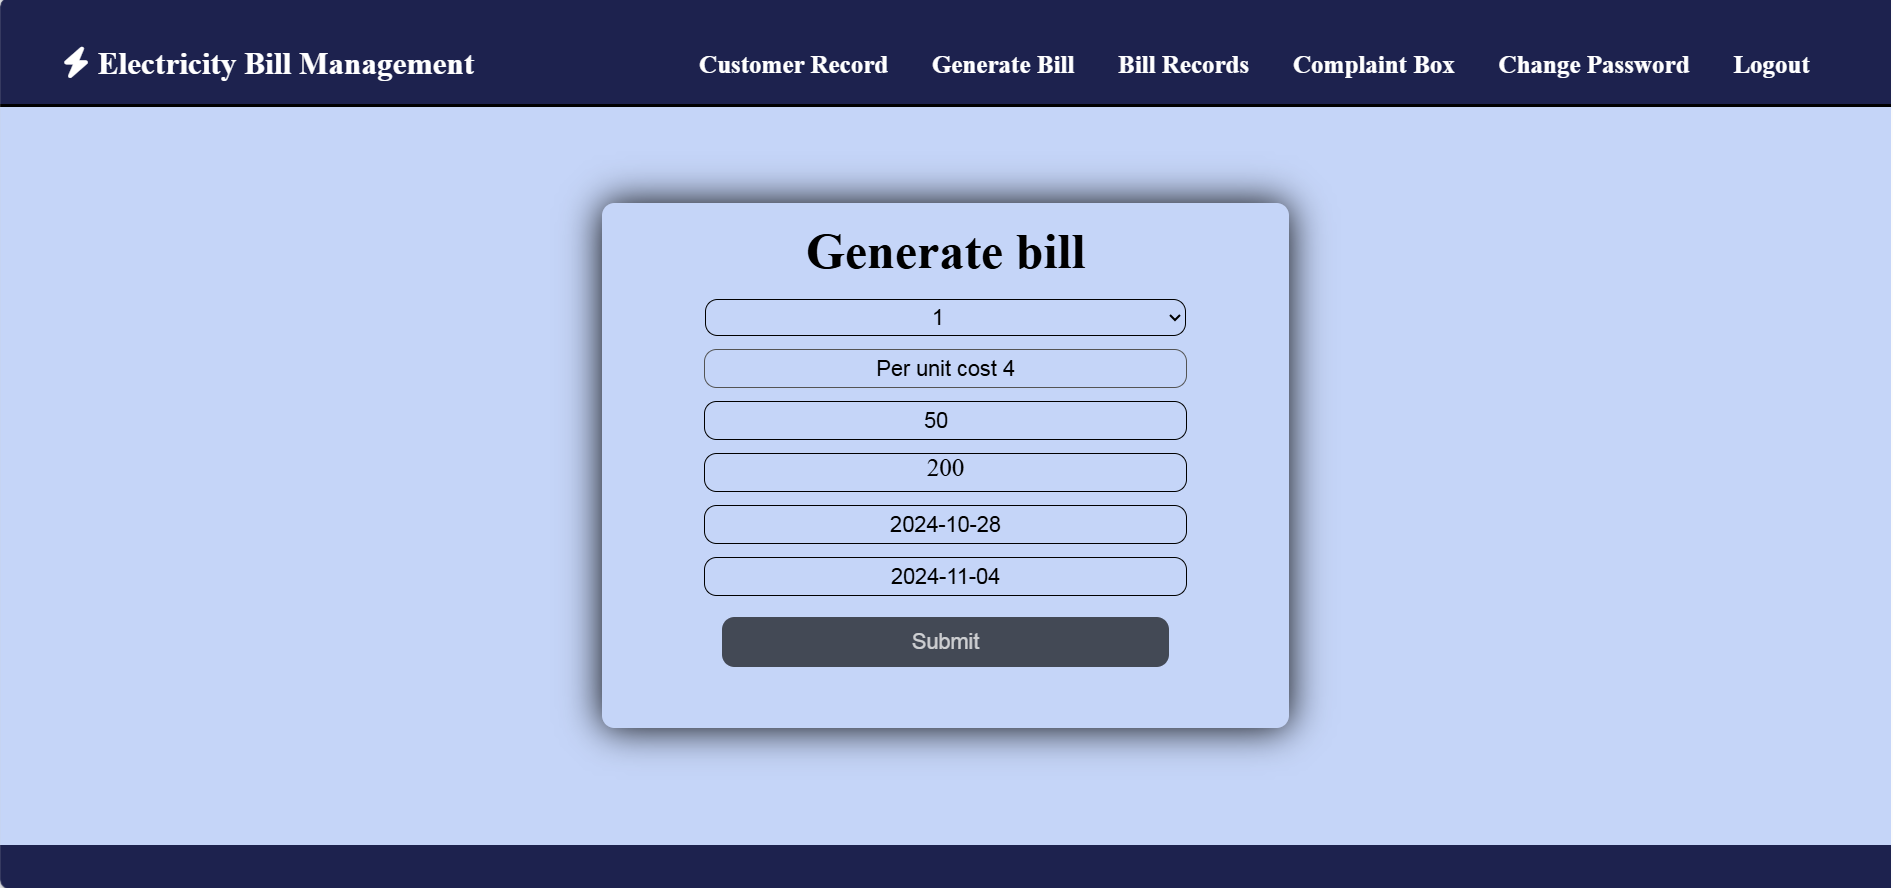 Electricity Bill Management
Customer Record
Generate Bill
Bill Records
Complaint Box
Change Password
Logout
Generate bill
1
Per unit cost 4
50
200
2024-10-28
2024-11-04
Submit